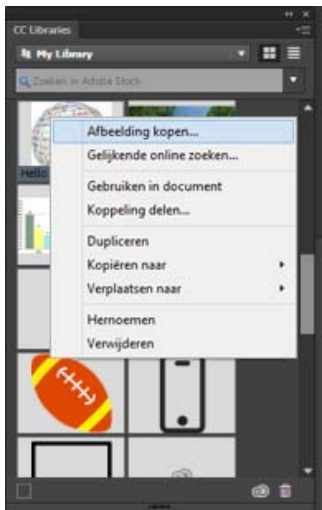 CC Libraries
My Library
Zoeken in Adobe Stock
Afbeelding kopen...
Gelijkende online zoeken...
Hello
Gebruiken in document
Koppeling delen...
Dupliceren
Kopiëren naar
Verplaatsen naar
Hernoemen
Verwijderen